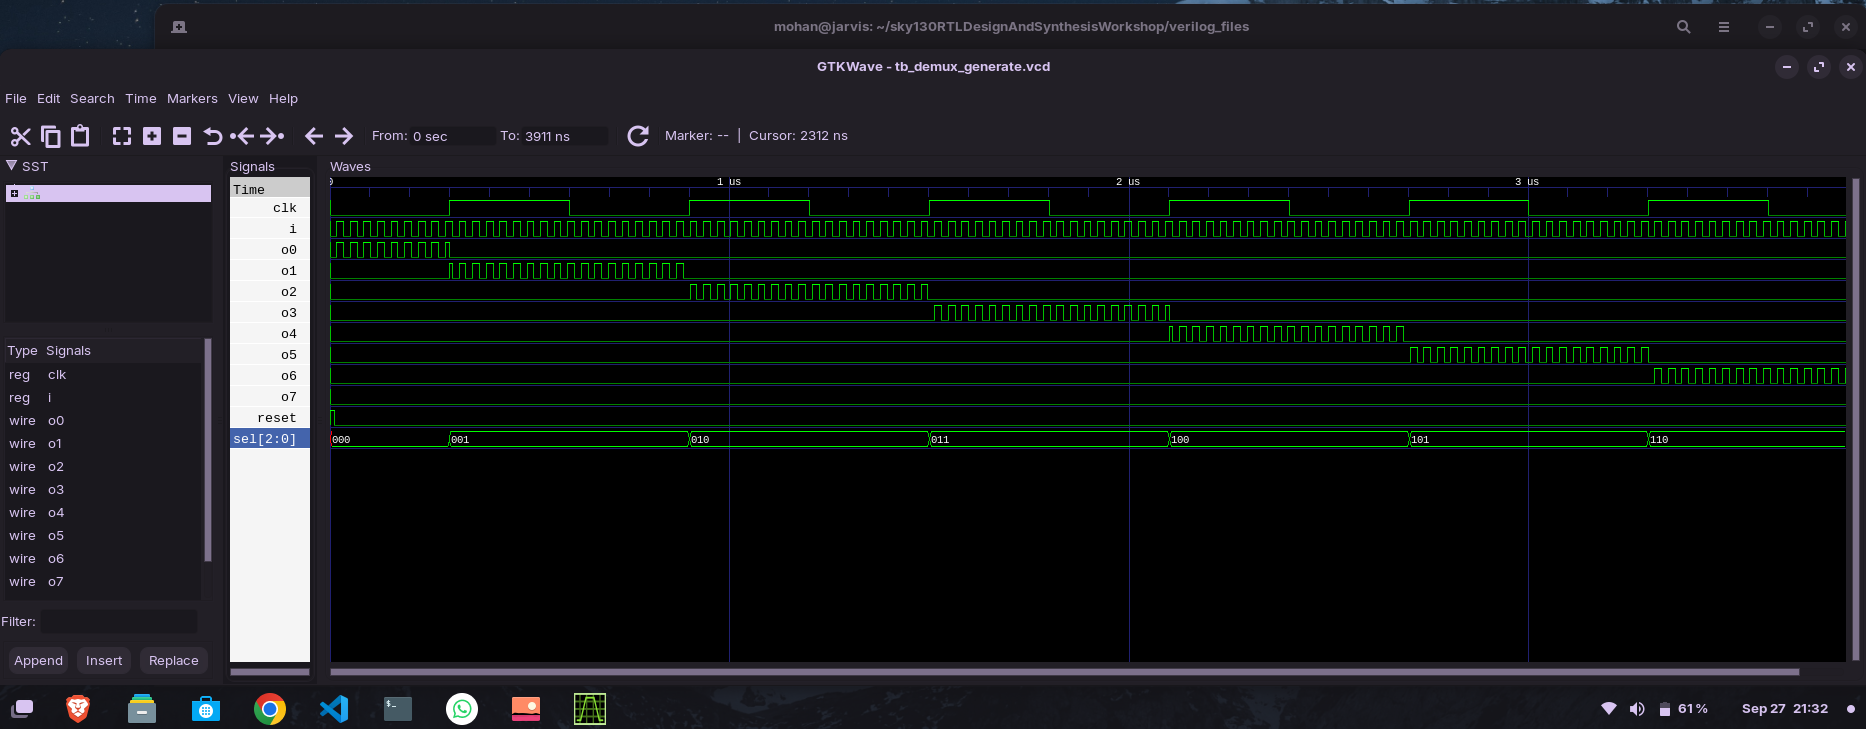 mohan@jarvis: ~/sky130RTLDesignAndSynthesisWorkshop/verilog_files
GTKWave - tb_demux_generate.vcd
File Edit Search Time Markers View Help
From: 0 sec To: 3911 ns Marker: -- | Cursor: 2312 ns
SST
Signals
Waves
Time
0 1 us 2 us 3 us
clk
i
o0
o1
o2
o3
o4
o5
o6
o7
reset
sel[2:0] 000 001 010 011 100 101 110
Type Signals
reg clk
reg i
wire o0
wire o1
wire o2
wire o3
wire o4
wire o5
wire o6
wire o7
Filter:
Append Insert Replace
$-
61 % Sep 27 21:32